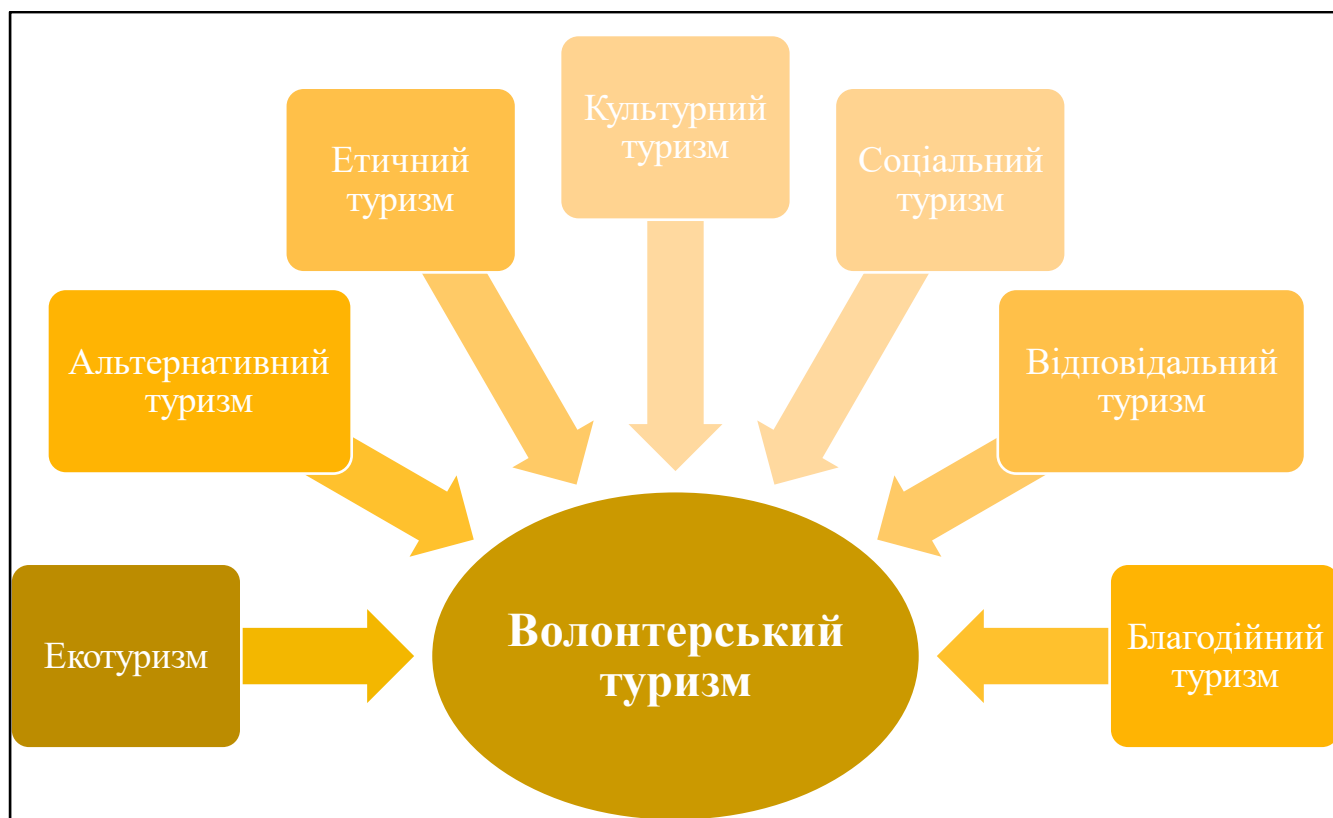 Культурний
туризм
Етичний
туризм
Соціальний
туризм
Альтернативний
туризм
Відповідальний
туризм
Екотуризм
Волонтерський
туризм
Благодійний
туризм